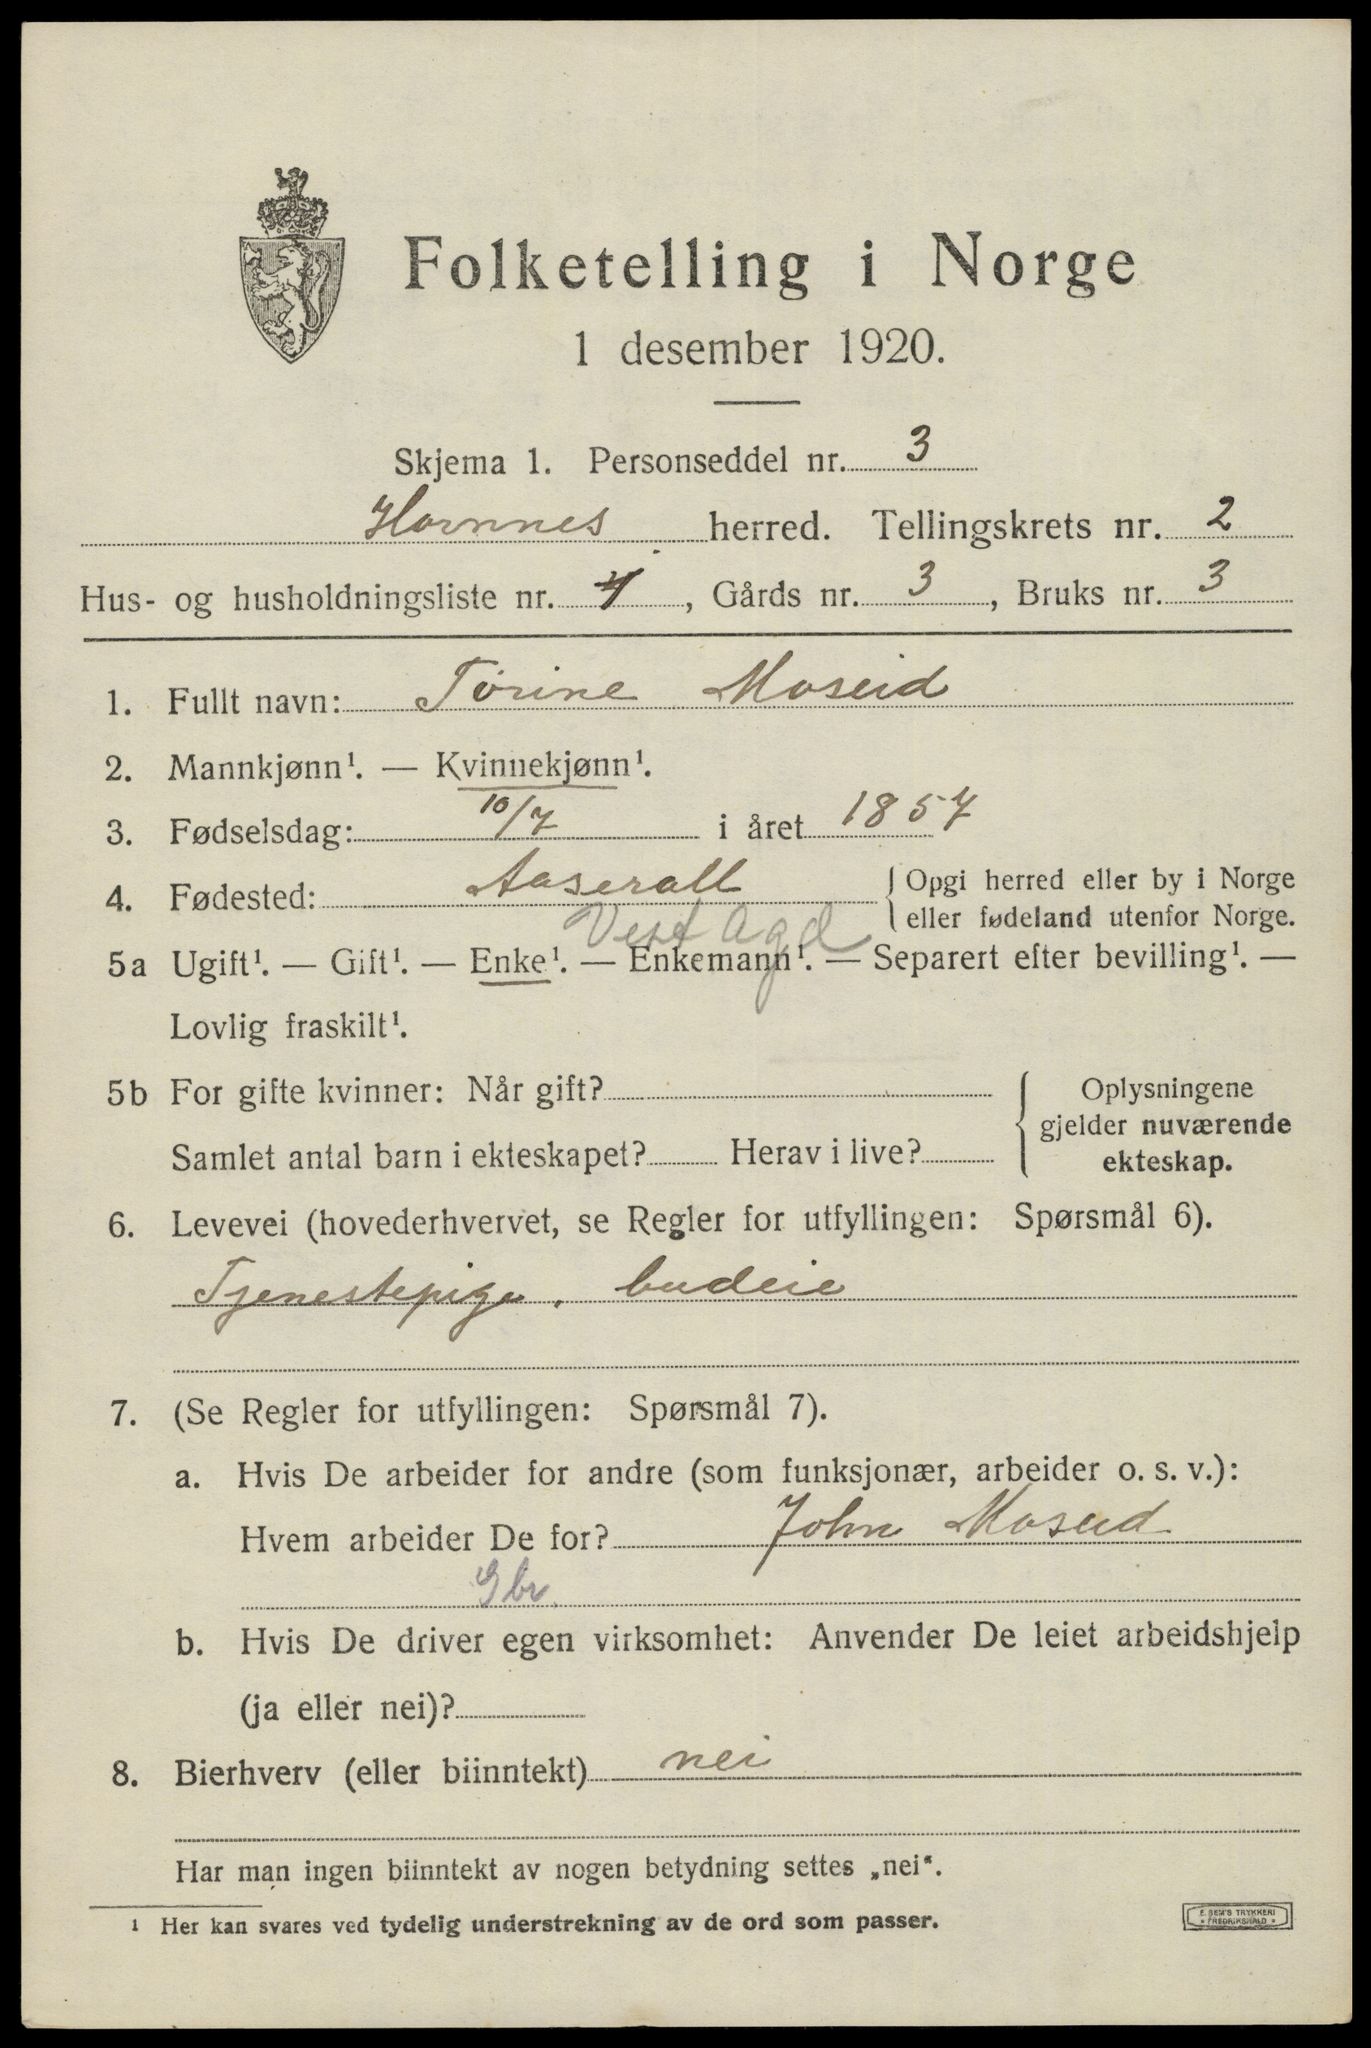 Folketelling i Norge
1 desember 1920.
Skjema 1. Personseddel nr. 3
Hornnes herred. Tellingskrets nr. 2
Hus- og husholdningsliste nr. 4, Gårds nr. 3, Bruks nr. 3
1. Fullt navn: Torine Moseid
2. Mannkjønn¹. — Kvinnekjønn¹.
3. Fødselsdag: 10/7 i året 1857
4. Fødested: Aaserall {Opgi herred eller by i Norge
eller fødeland utenfor Norge.
Vest Agd
5a Ugift¹. — Gift¹. — Enke¹. — Enkemann¹. — Separert efter bevilling¹. —
Lovlig fraskilt¹.
5b For gifte kvinner: Når gift? {Oplysningene
gjelder nuværende
Samlet antal barn i ekteskapet? Herav i live? ekteskap.
6. Levevei (hovederhvervet, se Regler for utfyllingen: Spørsmål 6).
Tjenestepige, budeie
7. (Se Regler for utfyllingen: Spørsmål 7).
a. Hvis De arbeider for andre (som funksjonær, arbeider o. s. v.):
Hvem arbeider De for? John Moseid
Gbr.
b. Hvis De driver egen virksomhet: Anvender De leiet arbeidshjelp
(ja eller nei)?
8. Bierhverv (eller biinntekt) nei
Har man ingen biinntekt av nogen betydning settes „nei".
¹ Her kan svares ved tydelig understrekning av de ord som passer.
E. SEM'S TRYKKERI
* FREDRIKSHALD *